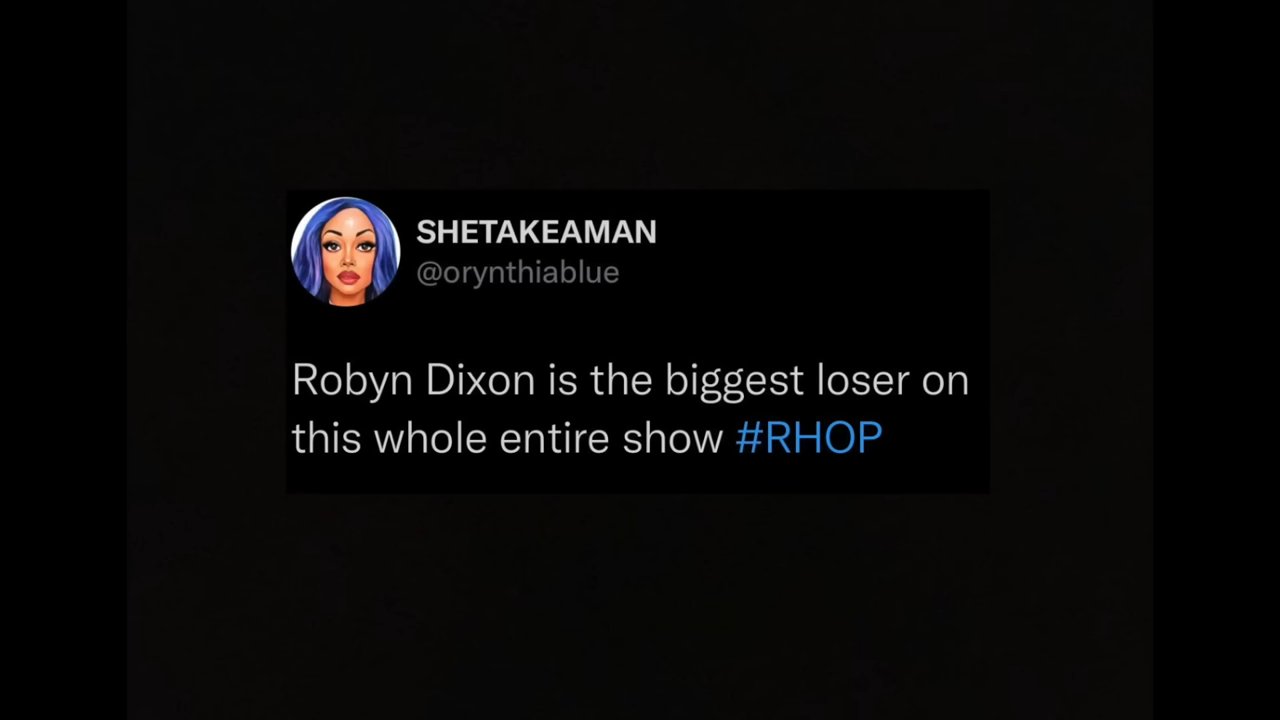 SHETAKEAMAN
@orynthiablue
Robyn Dixon is the biggest loser on
this whole entire show #RHOP